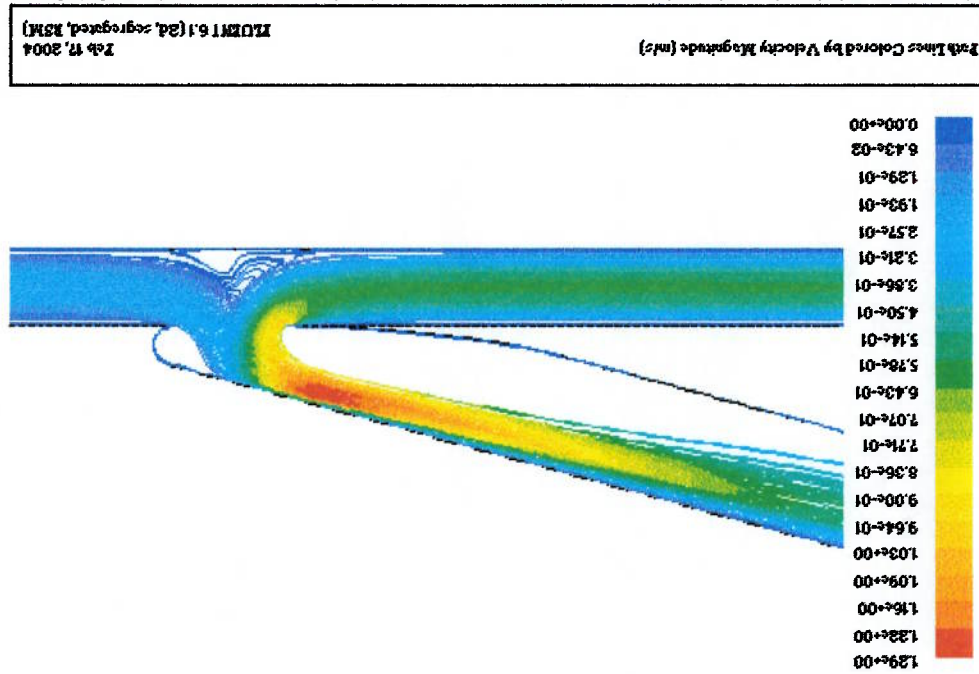 1.29e+00
1.22e+00
1.16e+00
1.09e+00
1.03e+00
9.64e-01
9.00e-01
8.36e-01
7.71e-01
7.07e-01
6.43e-01
5.78e-01
5.14e-01
4.50e-01
3.86e-01
3.21e-01
2.57e-01
1.93e-01
1.29e-01
6.43e-02
0.00e+00
Path Lines Colored by Velocity Magnitude (m/s)
Feb 17, 2004
FLUENT 6.1 (2d, segregated, RSM)